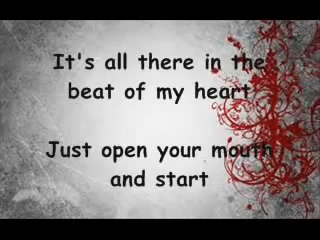 It's all there in the
beat of my heart
Just open your mouth
and start